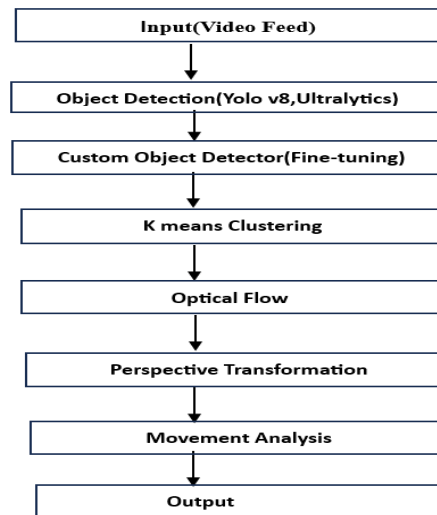 Input(Video Feed)
Object Detection(Yolo v8,Ultralytics)
Custom Object Detector(Fine-tuning)
K means Clustering
Optical Flow
Perspective Transformation
Movement Analysis
Output